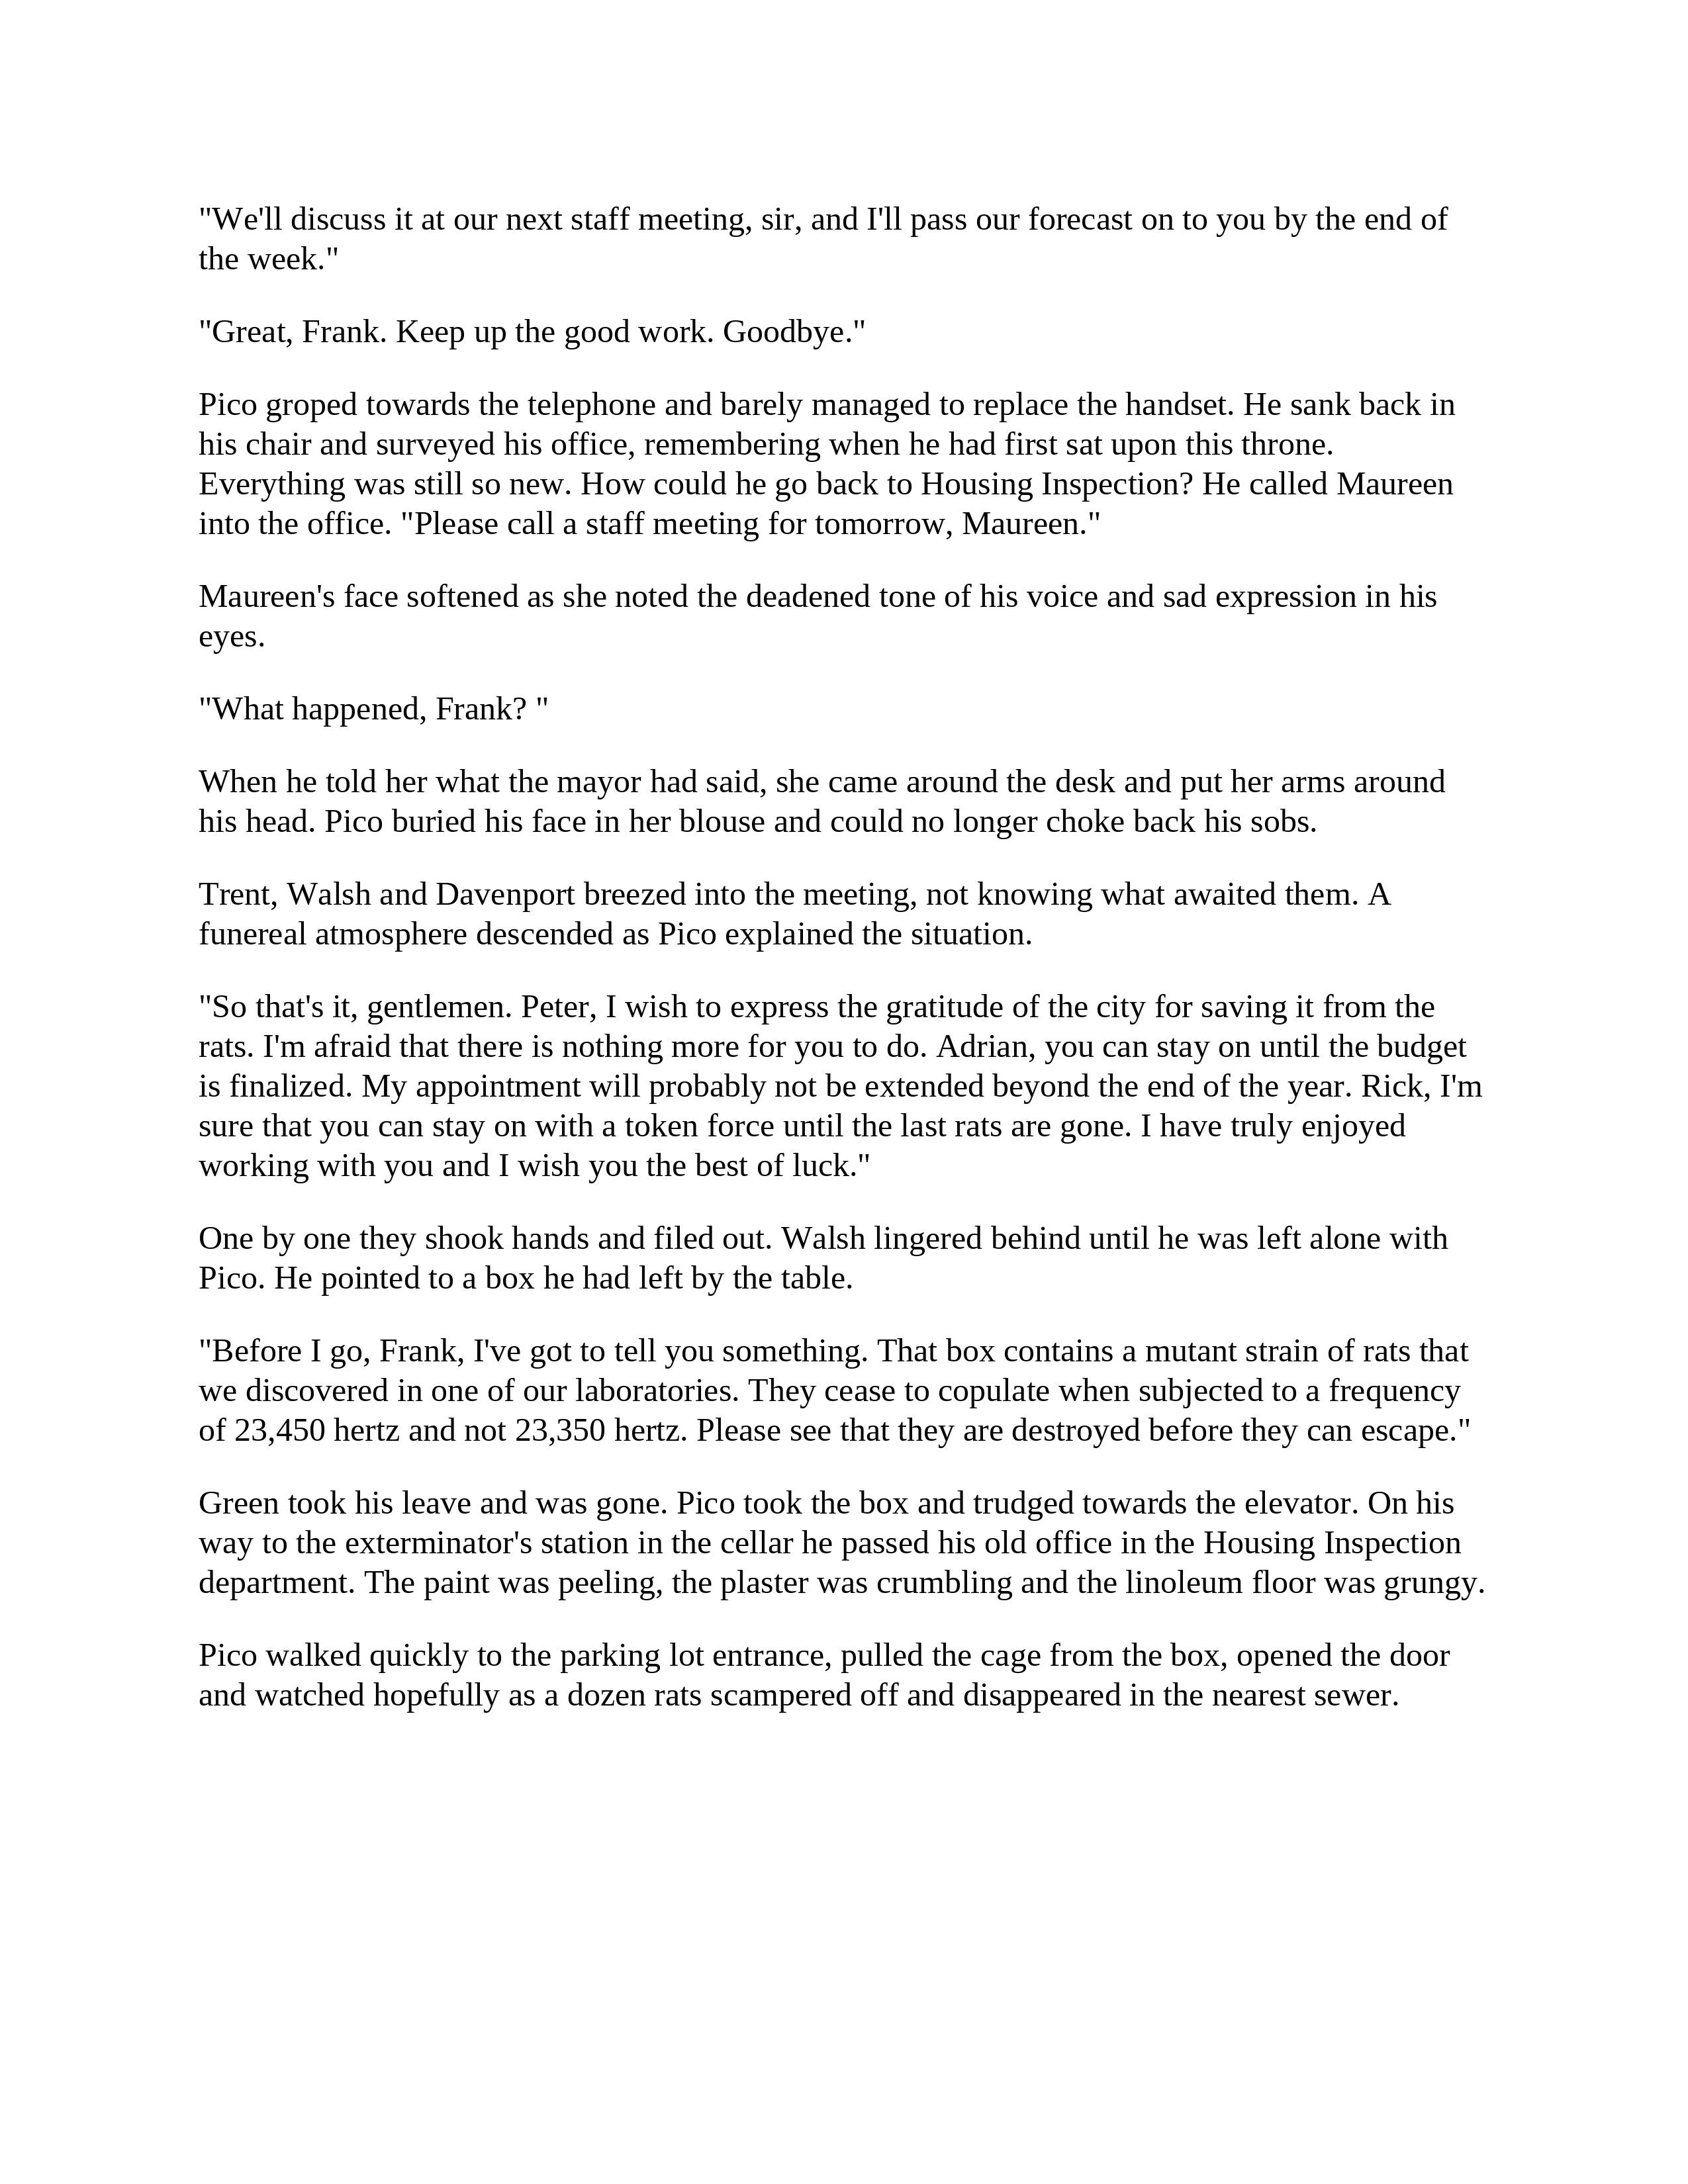 "We'll discuss it at our next staff meeting, sir, and I'll pass our forecast on to you by the end of
the week."
"Great, Frank. Keep up the good work. Goodbye."
Pico groped towards the telephone and barely managed to replace the handset. He sank back in
his chair and surveyed his office, remembering when he had first sat upon this throne.
Everything was still so new. How could he go back to Housing Inspection? He called Maureen
into the office. "Please call a staff meeting for tomorrow, Maureen."
Maureen's face softened as she noted the deadened tone of his voice and sad expression in his
eyes.
"What happened, Frank? "
When he told her what the mayor had said, she came around the desk and put her arms around
his head. Pico buried his face in her blouse and could no longer choke back his sobs.
Trent, Walsh and Davenport breezed into the meeting, not knowing what awaited them. A
funereal atmosphere descended as Pico explained the situation.
"So that's it, gentlemen. Peter, I wish to express the gratitude of the city for saving it from the
rats. I'm afraid that there is nothing more for you to do. Adrian, you can stay on until the budget
is finalized. My appointment will probably not be extended beyond the end of the year. Rick, I'm
sure that you can stay on with a token force until the last rats are gone. I have truly enjoyed
working with you and I wish you the best of luck."
One by one they shook hands and filed out. Walsh lingered behind until he was left alone with
Pico. He pointed to a box he had left by the table.
"Before I go, Frank, I've got to tell you something. That box contains a mutant strain of rats that
we discovered in one of our laboratories. They cease to copulate when subjected to a frequency
of 23,450 hertz and not 23,350 hertz. Please see that they are destroyed before they can escape."
Green took his leave and was gone. Pico took the box and trudged towards the elevator. On his
way to the exterminator's station in the cellar he passed his old office in the Housing Inspection
department. The paint was peeling, the plaster was crumbling and the linoleum floor was grungy.
Pico walked quickly to the parking lot entrance, pulled the cage from the box, opened the door
and watched hopefully as a dozen rats scampered off and disappeared in the nearest sewer.